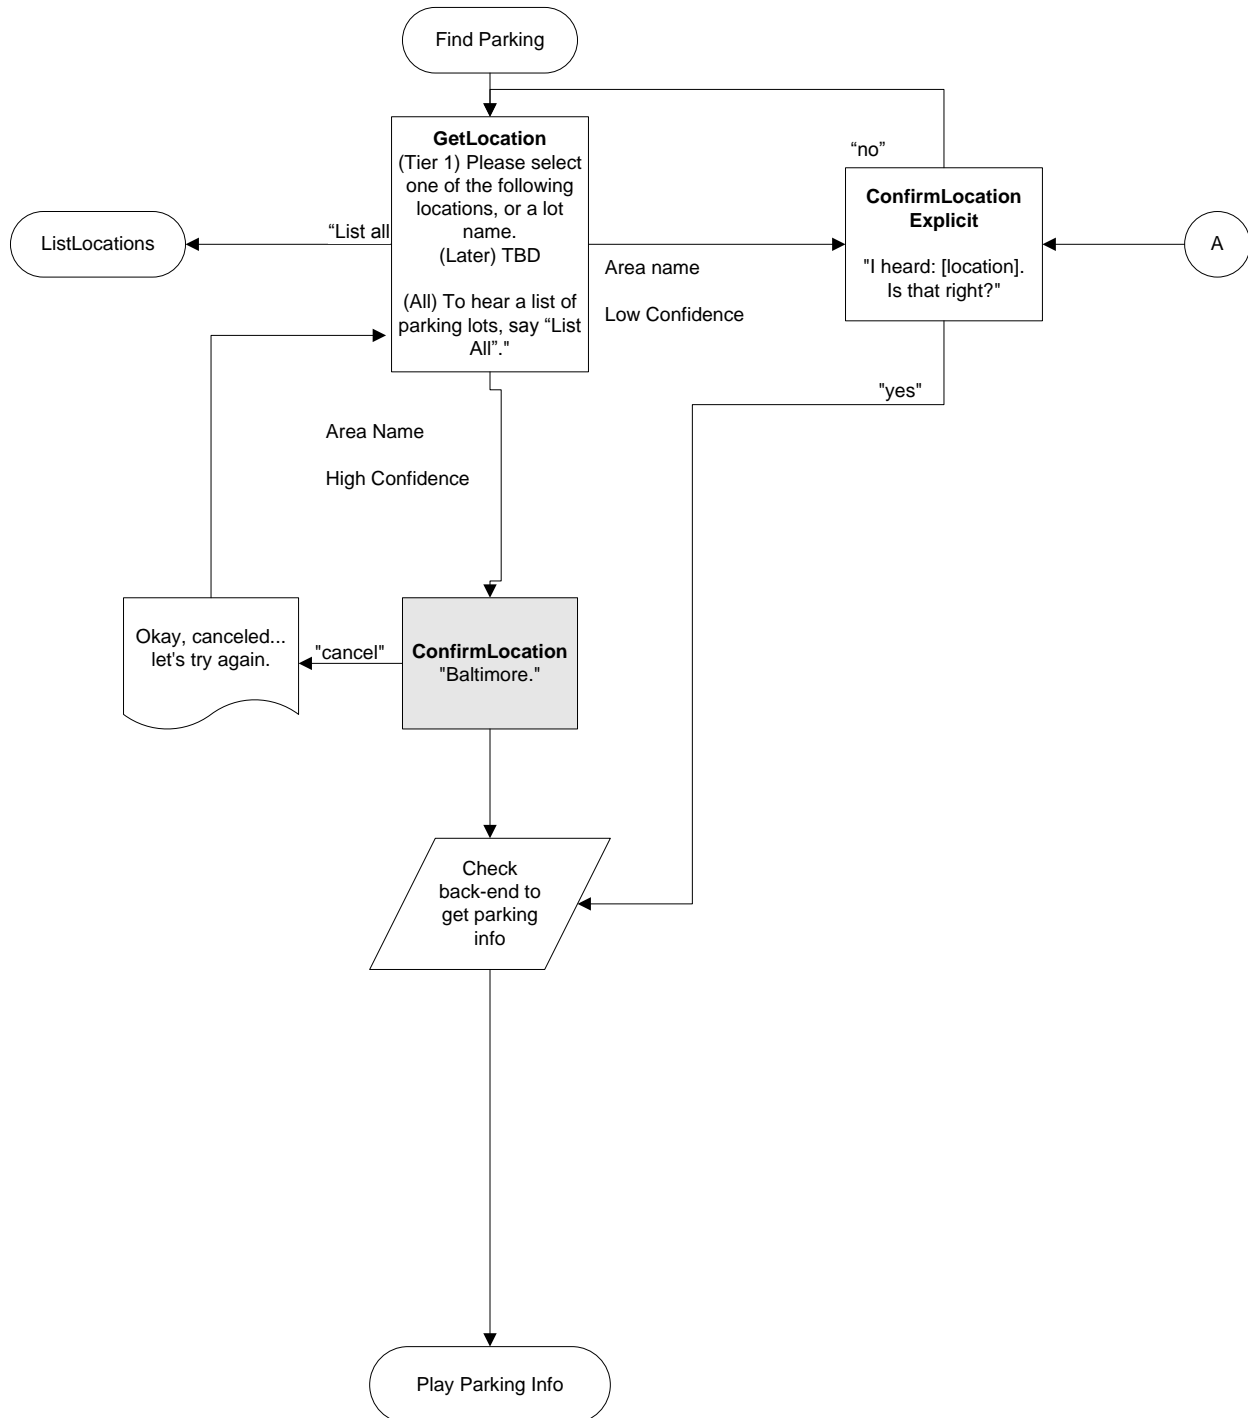 Find Parking
GetLocation
(Tier 1) Please select
one of the following
locations, or a lot
name.
(Later) TBD
(All) To hear a list of
parking lots, say “List
All”."
“List all
ListLocations
Area name
Low Confidence
“no”
ConfirmLocation
Explicit
"I heard: [location].
Is that right?"
A
"yes"
Area Name
High Confidence
Okay, canceled...
let's try again.
"cancel"
ConfirmLocation
"Baltimore."
Check
back-end to
get parking
info
Play Parking Info